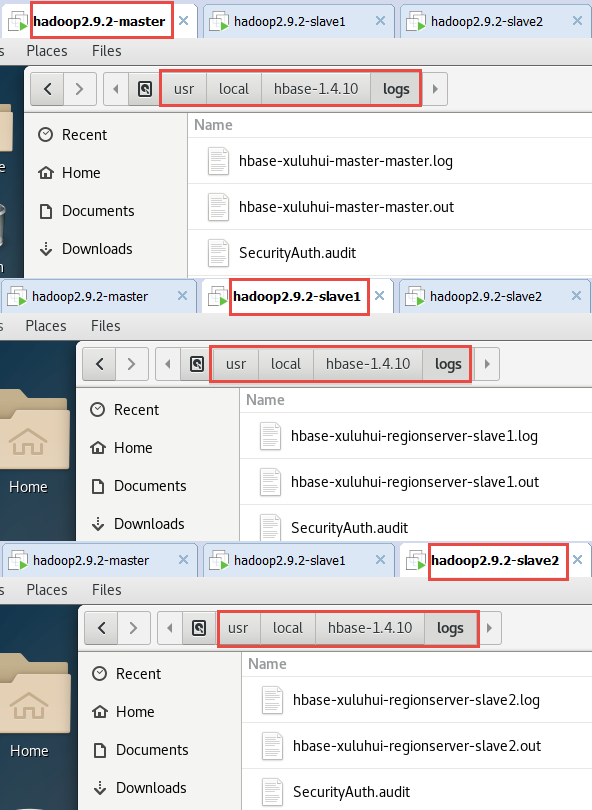 hadoop2.9.2-master hadoop2.9.2-slave1 hadoop2.9.2-slave2
Places Files
usr local hbase-1.4.10 logs
Recent
Home
Documents
Downloads
Name
hbase-xuluhui-master-master.log
hbase-xuluhui-master-master.out
SecurityAuth.audit
hadoop2.9.2-master hadoop2.9.2-slave1 hadoop2.9.2-slave2
Places Files
usr local hbase-1.4.10 logs
Home
Recent
Home
Documents
Downloads
Name
hbase-xuluhui-regionserver-slave1.log
hbase-xuluhui-regionserver-slave1.out
SecurityAuth.audit
hadoop2.9.2-master hadoop2.9.2-slave1 hadoop2.9.2-slave2
Places Files
usr local hbase-1.4.10 logs
Home
Recent
Home
Documents
Downloads
Name
hbase-xuluhui-regionserver-slave2.log
hbase-xuluhui-regionserver-slave2.out
SecurityAuth.audit